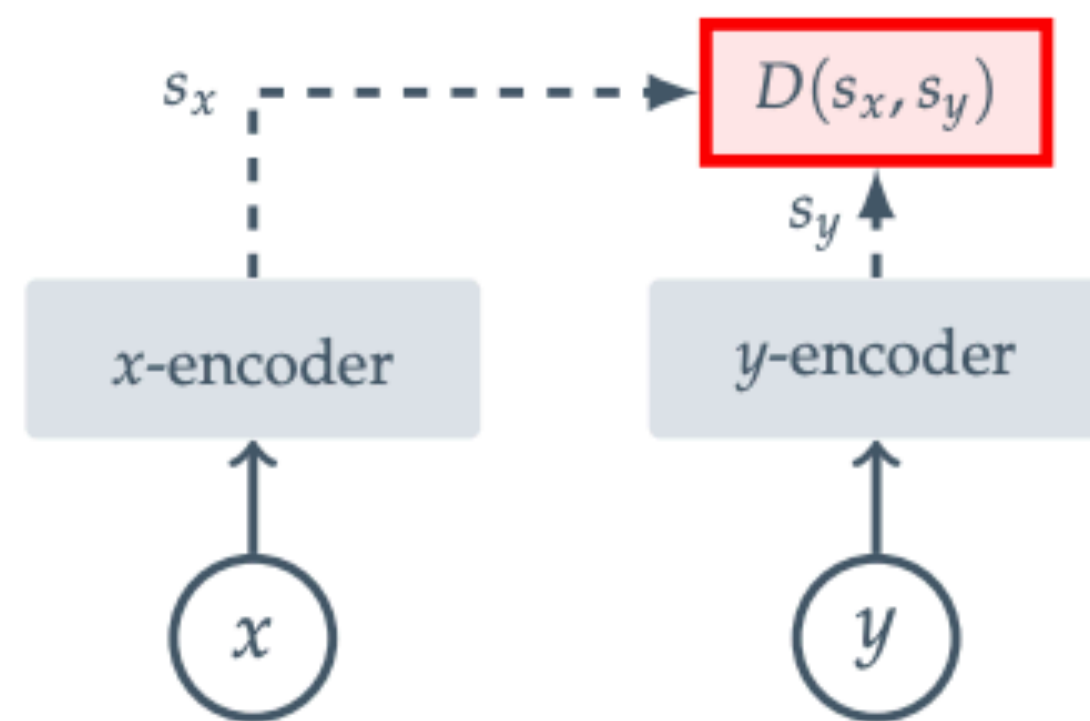 s_x
D(s_x, s_y)
s_y
x-encoder
y-encoder
x
y